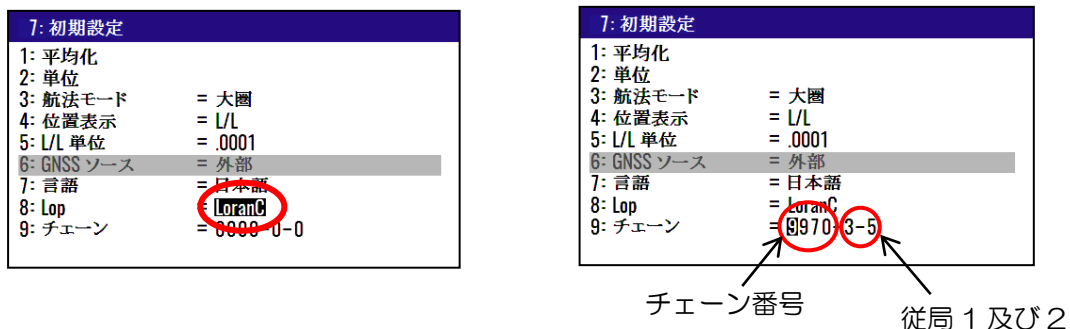 7: 初期設定
1: 平均化
2: 単位
3: 航法モード = 大圏
4: 位置表示 = L/L
5: L/L 単位 = .0001
6: GNSS ソース = 外部
7: 言語 = 日本語
8: Lop = LoranC
9: チェーン = 0000-0-0
7: 初期設定
1: 平均化
2: 単位
3: 航法モード = 大圏
4: 位置表示 = L/L
5: L/L 単位 = .0001
6: GNSS ソース = 外部
7: 言語 = 日本語
8: Lop = LoranC
9: チェーン = 9970-3-5
チェーン番号
従局 1 及び 2